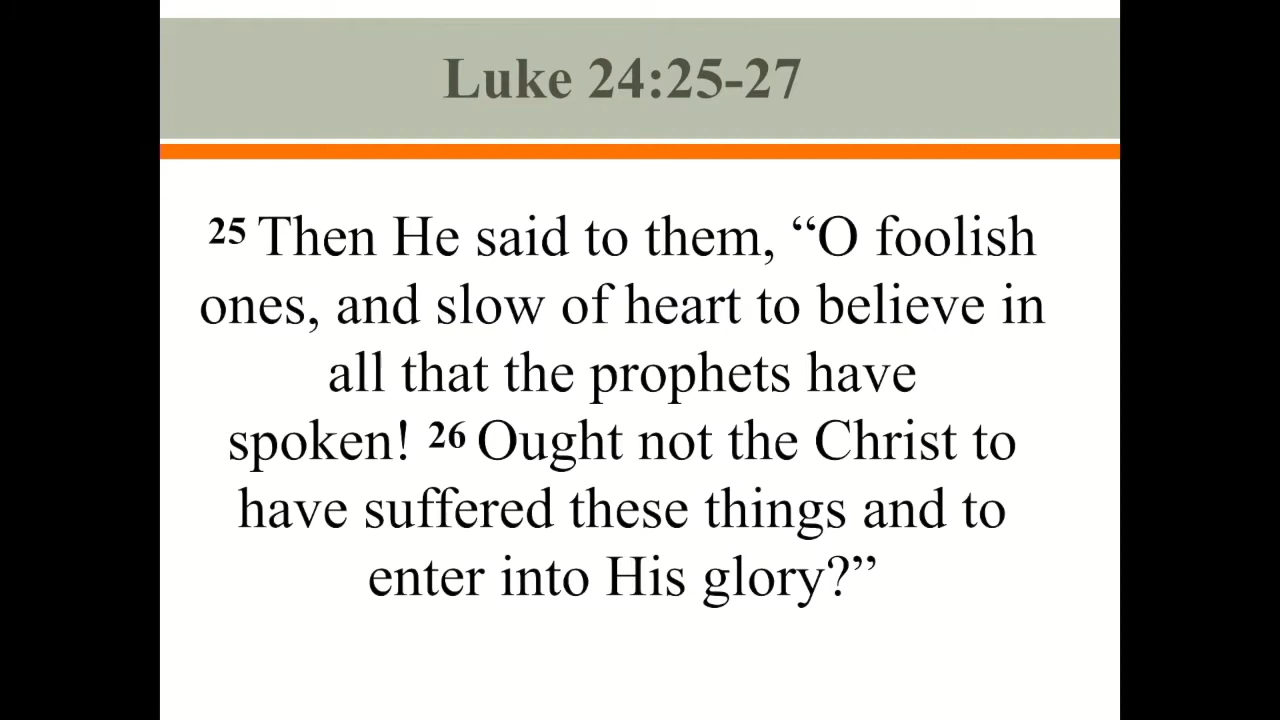 Luke 24:25-27
25 Then He said to them, “O foolish
ones, and slow of heart to believe in
all that the prophets have
spoken! 26 Ought not the Christ to
have suffered these things and to
enter into His glory?”